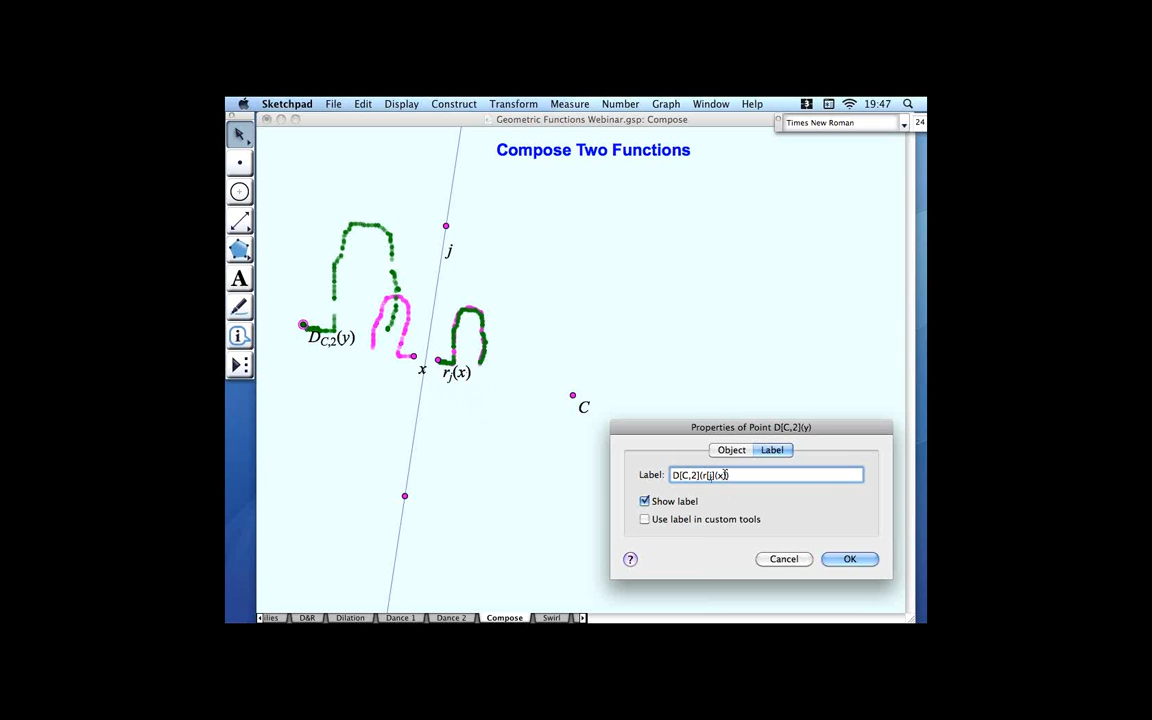 Sketchpad File Edit Display Construct Transform Measure Number Graph Window Help 19:47
Geometric Functions Webinar.gsp: Compose
Times New Roman 24
Compose Two Functions
j
D_C,2(y)
x
r_j(x)
C
Properties of Point D[C,2](y)
Object Label
Label: D[C,2](r[j](x))
Show label
Use label in custom tools
? Cancel OK
ilies D&R Dilation Dance 1 Dance 2 Compose Swirl